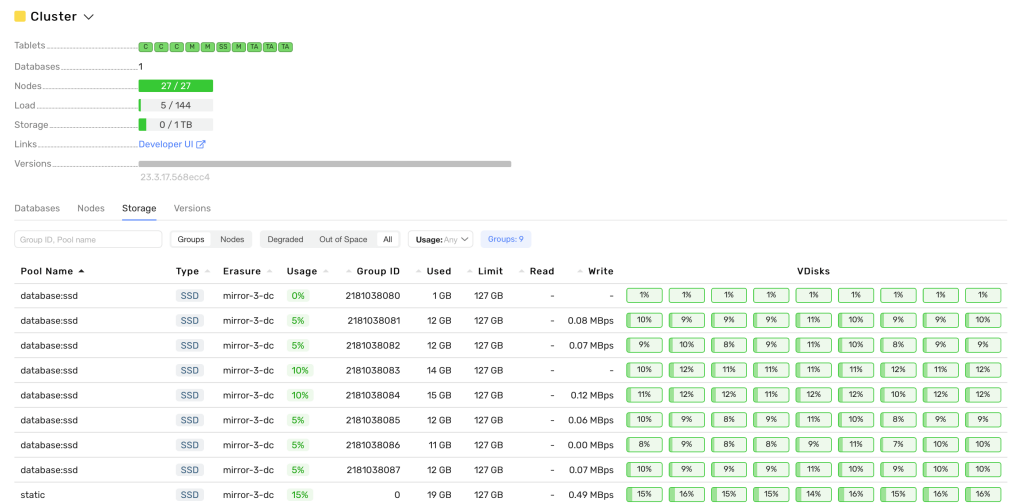 Cluster
Tablets C C C M M SS M TA TA TA
Databases 1
Nodes 27 / 27
Load 5 / 144
Storage 0 / 1 TB
Links Developer UI
Versions
23.3.17.568ecc4
Databases Nodes Storage Versions
Group ID, Pool name Groups Nodes Degraded Out of Space All Usage: Any Groups: 9
Pool Name Type Erasure Usage Group ID Used Limit Read Write VDisks
database:ssd SSD mirror-3-dc 0% 2181038080 1 GB 127 GB - - 1% 1% 1% 1% 1% 1% 1% 1% 1%
database:ssd SSD mirror-3-dc 5% 2181038081 12 GB 127 GB - 0.08 MBps 10% 9% 9% 9% 11% 10% 9% 9% 10%
database:ssd SSD mirror-3-dc 5% 2181038082 12 GB 127 GB - 0.07 MBps 9% 10% 8% 9% 11% 10% 8% 9% 9%
database:ssd SSD mirror-3-dc 10% 2181038083 14 GB 127 GB - - 10% 12% 11% 11% 11% 11% 12% 11% 12%
database:ssd SSD mirror-3-dc 10% 2181038084 15 GB 127 GB - 0.12 MBps 11% 12% 12% 11% 12% 12% 10% 12% 12%
database:ssd SSD mirror-3-dc 5% 2181038085 12 GB 127 GB - 0.06 MBps 10% 9% 8% 9% 11% 10% 8% 9% 9%
database:ssd SSD mirror-3-dc 5% 2181038086 11 GB 127 GB - 0.00 MBps 8% 9% 8% 8% 9% 11% 7% 10% 10%
database:ssd SSD mirror-3-dc 5% 2181038087 12 GB 127 GB - 0.07 MBps 10% 9% 9% 9% 11% 10% 9% 10% 10%
static SSD mirror-3-dc 15% 0 19 GB 127 GB - 0.49 MBps 15% 16% 15% 15% 14% 16% 15% 16% 16%